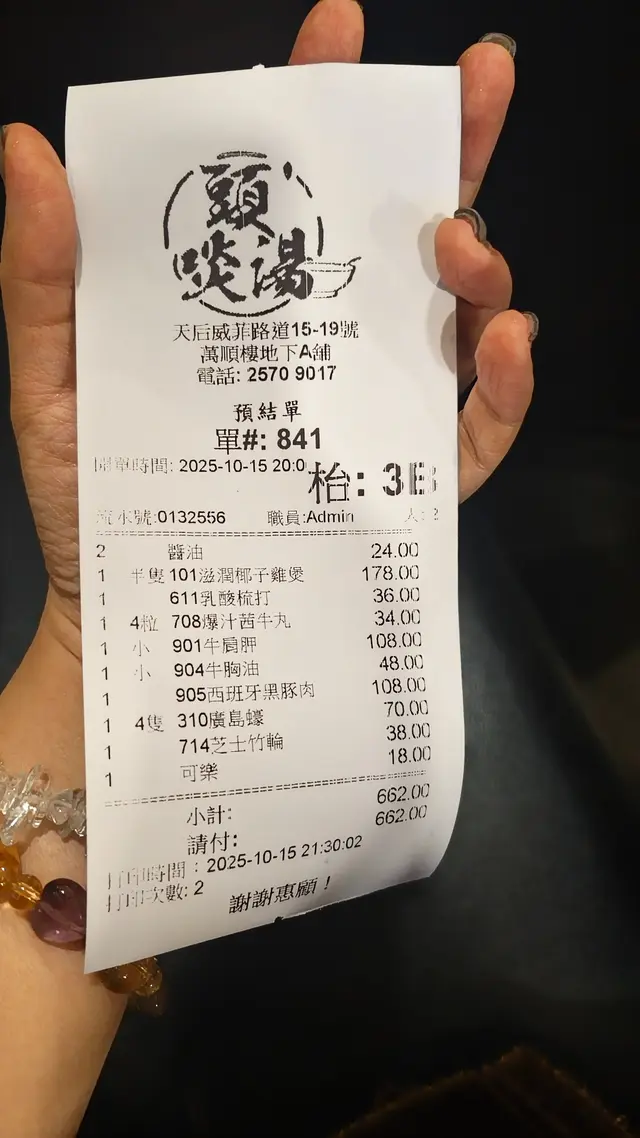 頭啖湯
天后威菲路道15-19號
萬順樓地下A舖
電話: 2570 9017
預結單
單#: 841
開單時間: 2025-10-15 20:0
枱: 3E
流水號:0132556 職員:Admin 人: 2
2 醬油 24.00
1 半隻 101滋潤椰子雞煲 178.00
1 611乳酸梳打 36.00
1 4粒 708爆汁茜牛丸 34.00
1 小 901牛肩胛 108.00
1 小 904牛胸油 48.00
1 905西班牙黑豚肉 108.00
1 4隻 310廣島蠔 70.00
1 714芝士竹輪 38.00
1 可樂 18.00
小計: 662.00
請付: 662.00
打印時間: 2025-10-15 21:30:02
打印次數: 2
謝謝惠顧！